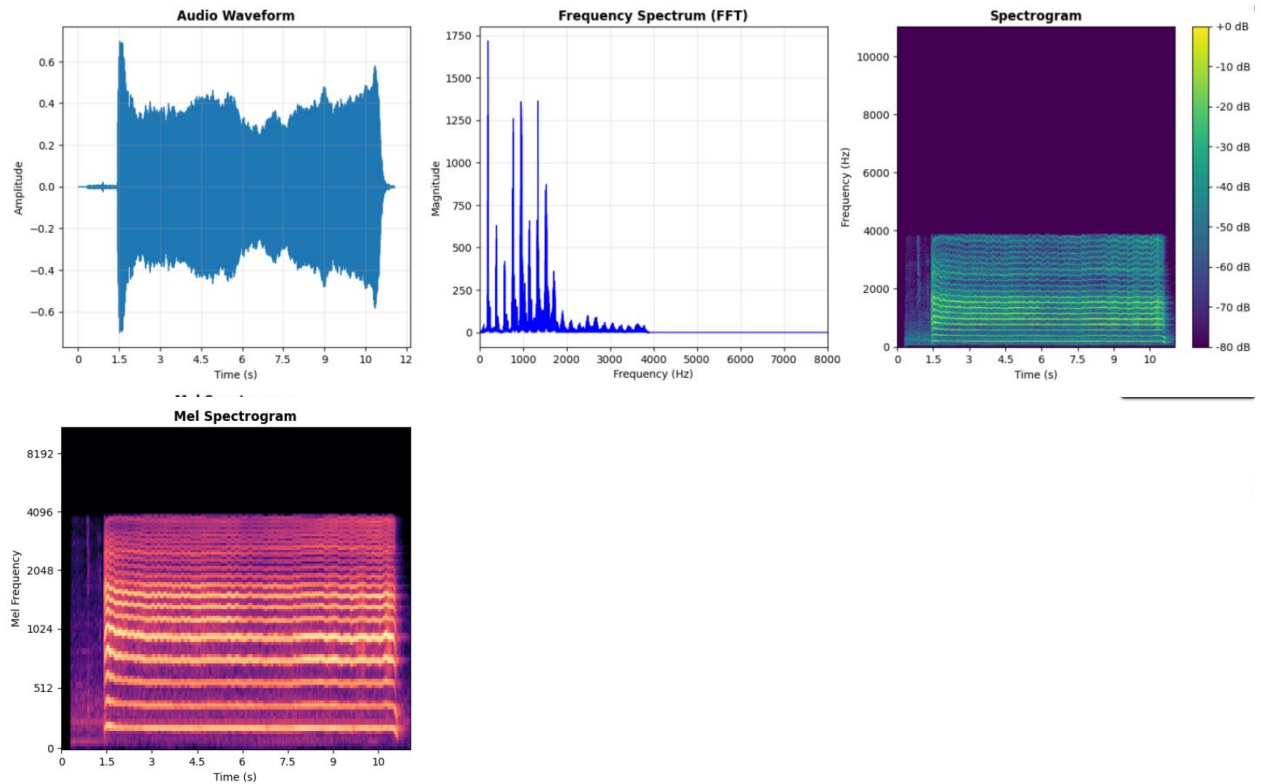 Audio Waveform
0.6
0.4
0.2
0.0
−0.2
−0.4
−0.6
Amplitude
0 1.5 3 4.5 6 7.5 9 10 12
Time (s)
Frequency Spectrum (FFT)
1750
1500
1250
1000
750
500
250
0
Magnitude
0 1000 2000 3000 4000 5000 6000 7000 8000
Frequency (Hz)
Spectrogram
10000
8000
6000
4000
2000
0
Frequency (Hz)
0 1.5 3 4.5 6 7.5 9 10
Time (s)
+0 dB
-10 dB
-20 dB
-30 dB
-40 dB
-50 dB
-60 dB
-70 dB
-80 dB
Mel Spectrogram
8192
4096
2048
1024
512
0
Mel Frequency
0 1.5 3 4.5 6 7.5 9 10
Time (s)